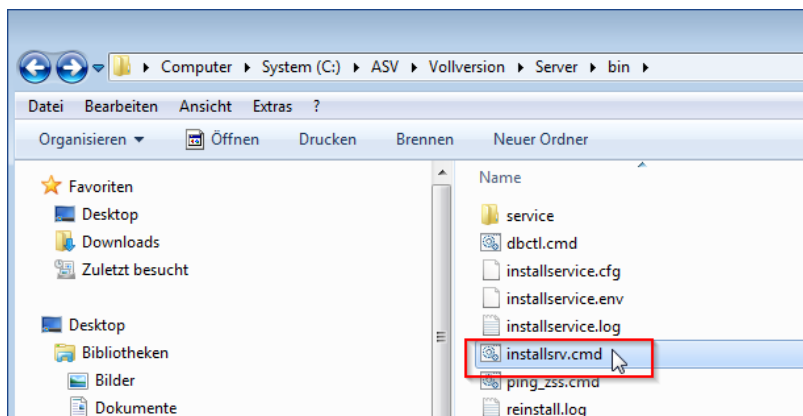 Computer System (C:) ASV Vollversion Server bin
Datei Bearbeiten Ansicht Extras ?
Organisieren Öffnen Drucken Brennen Neuer Ordner
Favoriten
Desktop
Downloads
Zuletzt besucht
Desktop
Bibliotheken
Bilder
Dokumente
Name
service
dbctl.cmd
installservice.cfg
installservice.env
installservice.log
installsrv.cmd
ping_zss.cmd
reinstall.log